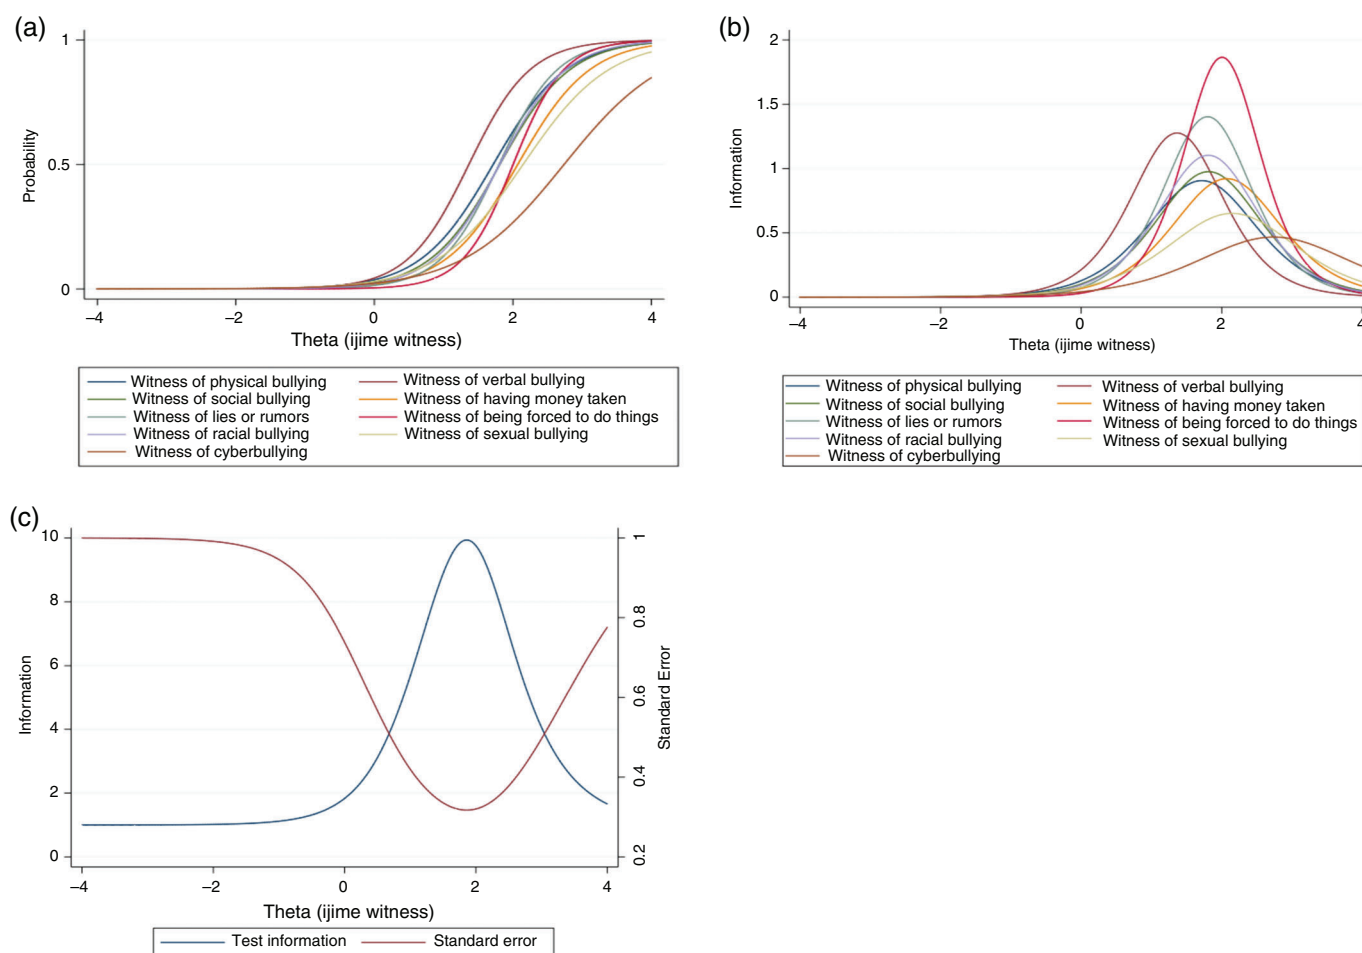 (a)
1
0.5
0
Probability
−4
−2
0
2
4
Theta (ijime witness)
Witness of physical bullying
Witness of verbal bullying
Witness of social bullying
Witness of having money taken
Witness of lies or rumors
Witness of being forced to do things
Witness of racial bullying
Witness of sexual bullying
Witness of cyberbullying
(b)
2
1.5
1
0.5
0
Information
−4
−2
0
2
4
Theta (ijime witness)
Witness of physical bullying
Witness of verbal bullying
Witness of social bullying
Witness of having money taken
Witness of lies or rumors
Witness of being forced to do things
Witness of racial bullying
Witness of sexual bullying
Witness of cyberbullying
(c)
10
8
6
4
2
0
Information
1
0.8
0.6
0.4
0.2
Standard Error
−4
−2
0
2
4
Theta (ijime witness)
Test information
Standard error